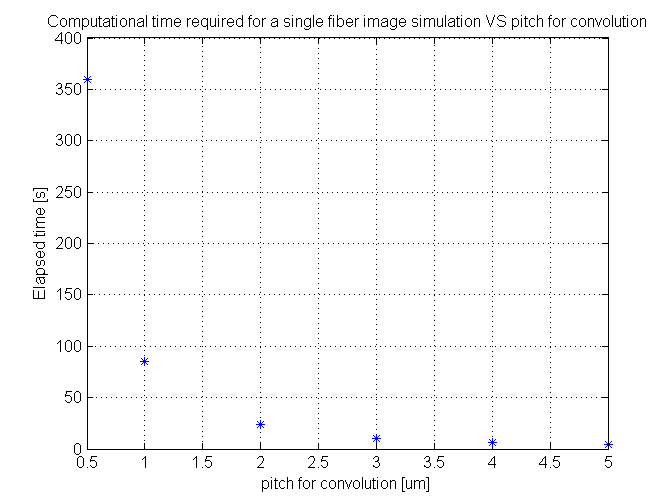 Computational time required for a single fiber image simulation VS pitch for convolution
400
350
300
250
200
150
100
50
0
Elapsed time [s]
0.5 1 1.5 2 2.5 3 3.5 4 4.5 5
pitch for convolution [um]